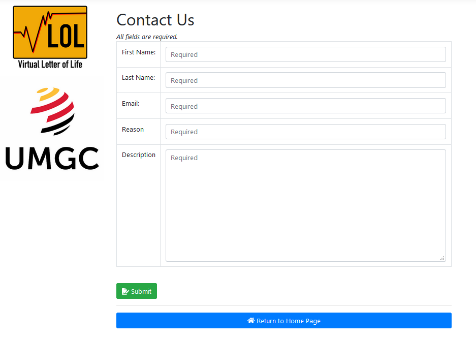 LOL
Virtual Letter of Life
UMGC
Contact Us
All fields are required.
First Name: Required
Last Name: Required
Email: Required
Reason Required
Description Required
Submit
Return to Home Page